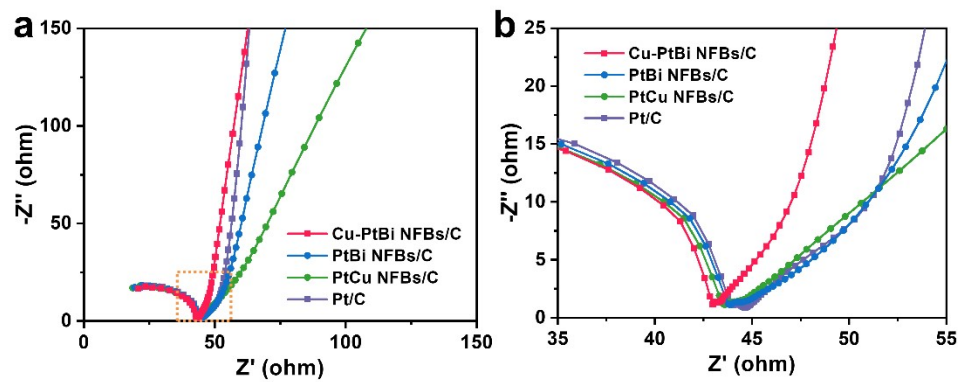 a
150
100
50
0
-Z'' (ohm)
Cu-PtBi NFBs/C
PtBi NFBs/C
PtCu NFBs/C
Pt/C
0 50 100 150
Z' (ohm)
b
25
20
15
10
5
0
-Z'' (ohm)
Cu-PtBi NFBs/C
PtBi NFBs/C
PtCu NFBs/C
Pt/C
35 40 45 50 55
Z' (ohm)